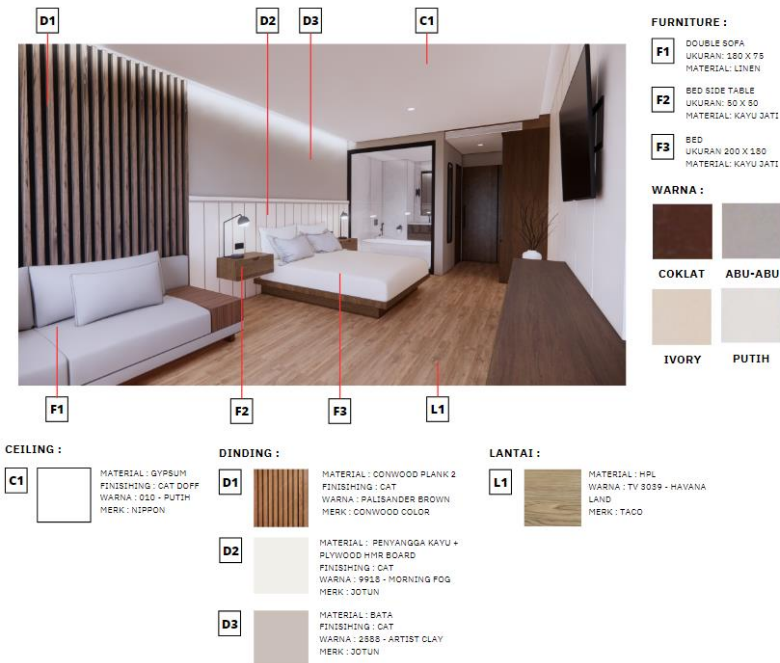 D1
D2
D3
C1
F1
F2
F3
L1
FURNITURE :
F1
DOUBLE SOFA
UKURAN: 180 X 75
MATERIAL: LINEN
F2
BED SIDE TABLE
UKURAN: 50 X 50
MATERIAL: KAYU JATI
F3
BED
UKURAN 200 X 180
MATERIAL: KAYU JATI
WARNA :
COKLAT
ABU-ABU
IVORY
PUTIH
CEILING :
C1
MATERIAL : GYPSUM
FINISIHING : CAT DOFF
WARNA : 010 - PUTIH
MERK : NIPPON
DINDING :
D1
MATERIAL : CONWOOD PLANK 2
FINISIHING : CAT
WARNA : PALISANDER BROWN
MERK : CONWOOD COLOR
D2
MATERIAL : PENYANGGA KAYU +
PLYWOOD HMR BOARD
FINISIHING : CAT
WARNA : 9918 - MORNING FOG
MERK : JOTUN
D3
MATERIAL : BATA
FINISIHING : CAT
WARNA : 2588 - ARTIST CLAY
MERK : JOTUN
LANTAI :
L1
MATERIAL : HPL
WARNA : TV 3039 - HAVANA
LAND
MERK : TACO